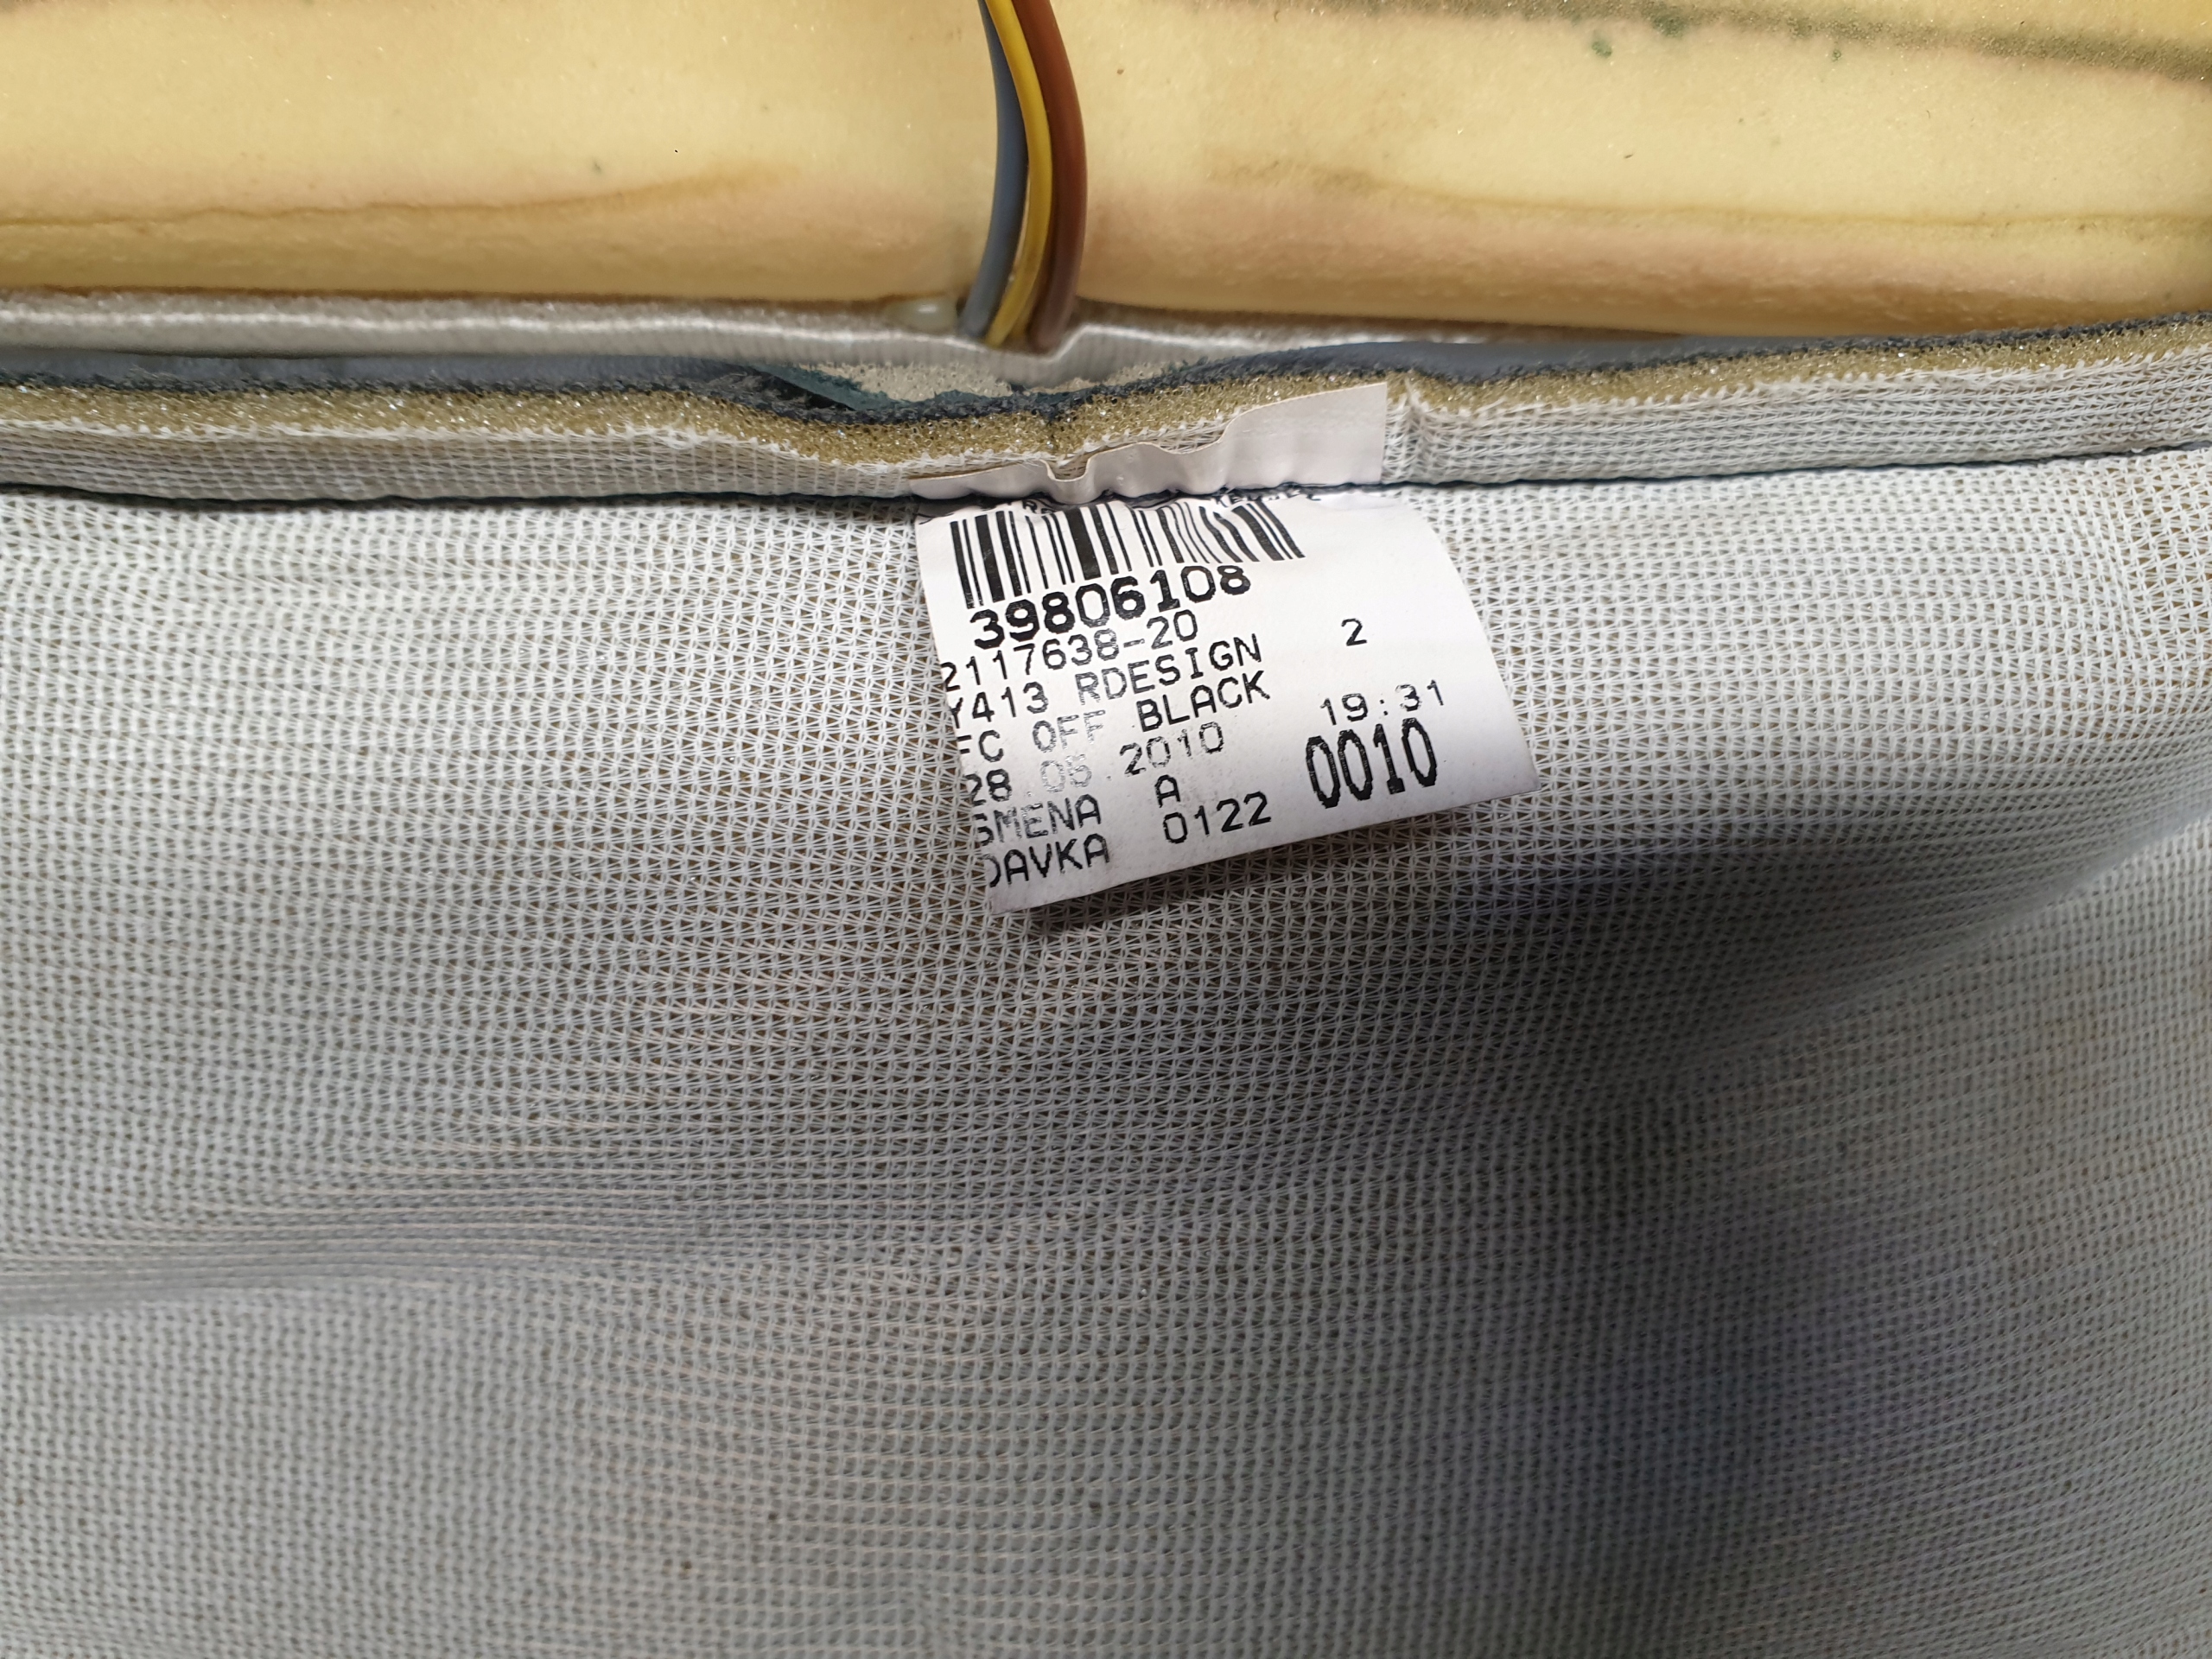 39806108
2117638-20
Y413 RDESIGN 2
FC OFF BLACK
28.06.2010 19:31
SMENA A
DAVKA 0122 0010